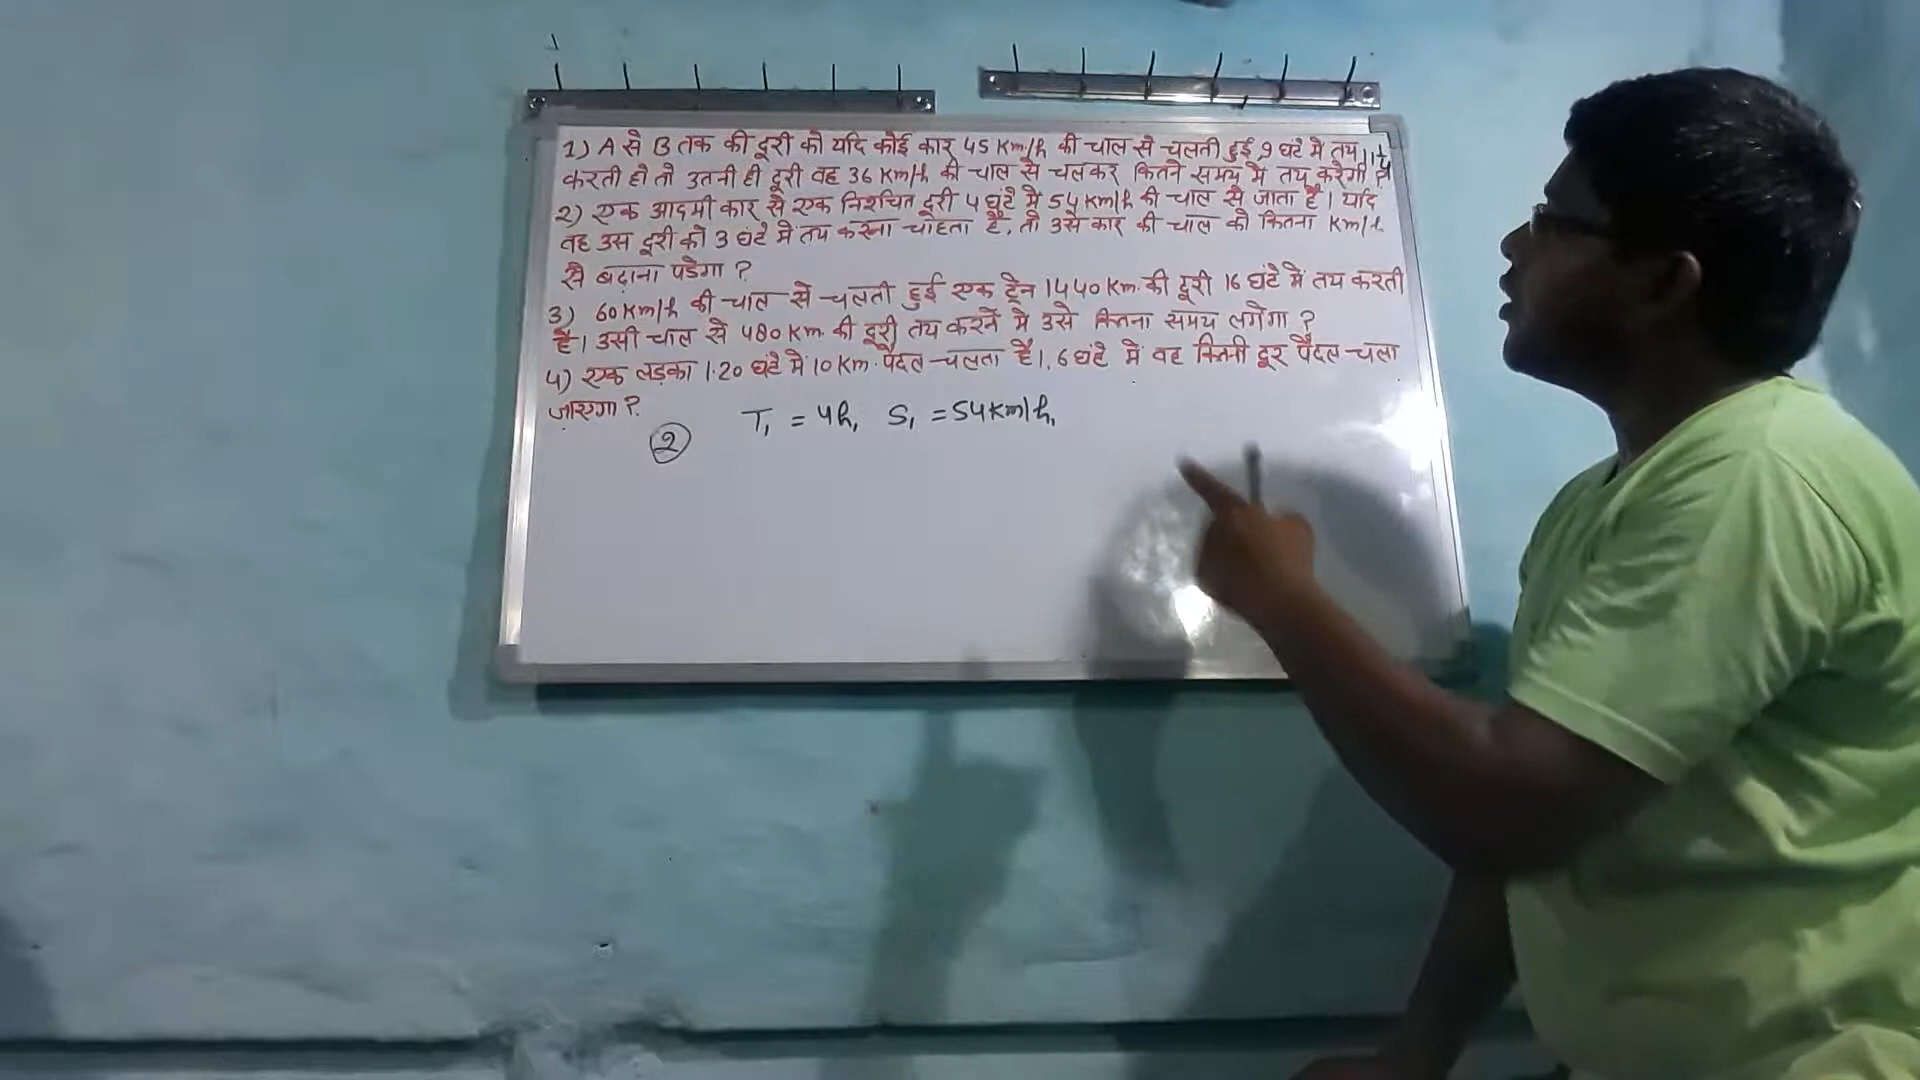 1) A से B तक की दूरी को यदि कोई कार 45 Km/h की चाल से चलती हुई 9 घंटे में तय 11 1/4
करती हो तो उतनी ही दूरी वह 36 Km/h की चाल से चलकर कितने समय में तय करेगी ?
2) एक आदमी कार से एक निश्चित दूरी 4 घुंटे में 54 Km/h की चाल से जाता है। यदि
वह उस दूरी को 3 घंटे में तय करना चाहता है, तो उसे कार की चाल को कितना Km/h
से बढ़ाना पड़ेगा ?
3) 60 Km/h की चाल से चलती हुई एक ट्रेन 1440 Km. की दूरी 16 घंटे में तय करती
है। उसी चाल से 480 Km. की दूरी तय करने मे उसे कितना समय लगेगा ?
4) एक लड़का 1.20 घंटे में 10 Km. पैदल चलता है।, 6 घंटे में वह कितनी दूर पैदल चला
जाएगा ?
2 T₁ = 4h, S₁ = 54 Km/h,